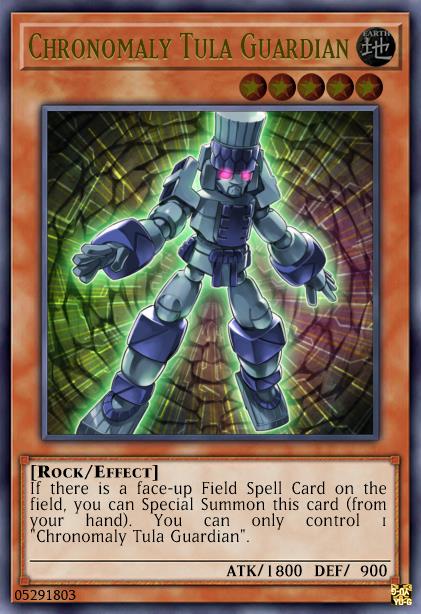 Chronomaly Tula Guardian
EARTH
地
[Rock/Effect]
If there is a face-up Field Spell Card on the
field, you can Special Summon this card (from
your hand). You can only control 1
"Chronomaly Tula Guardian".
ATK/1800 DEF/ 900
05291803